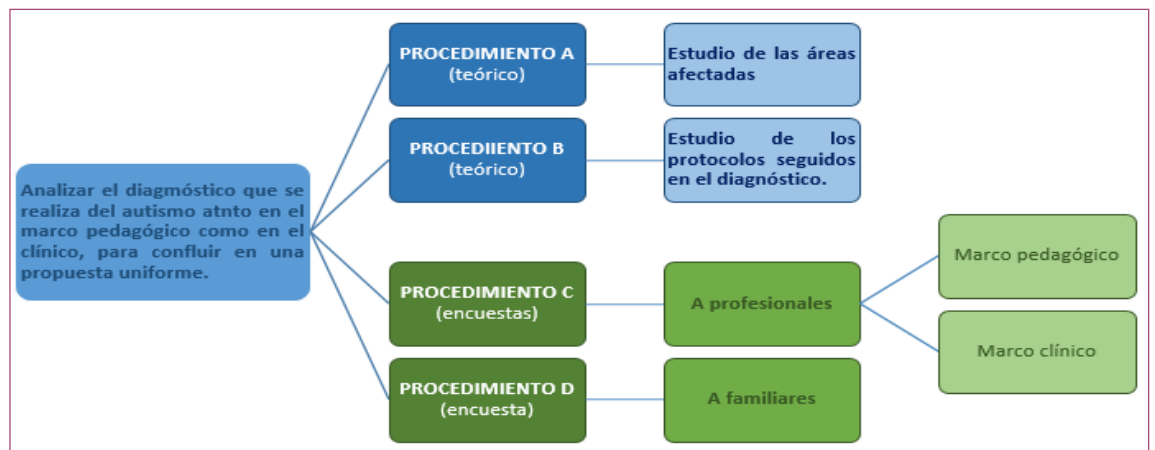 PROCEDIMIENTO A
(teórico)
Estudio de las áreas
afectadas
PROCEDIIENTO B
(teórico)
Estudio de los
protocolos seguidos
en el diagnóstico.
Analizar el diagmóstico que se
realiza del autismo atnto en el
marco pedagógico como en el
clínico, para confluir en una
propuesta uniforme.
PROCEDIMIENTO C
(encuestas)
A profesionales
Marco pedagógico
Marco clínico
PROCEDIMIENTO D
(encuesta)
A familiares